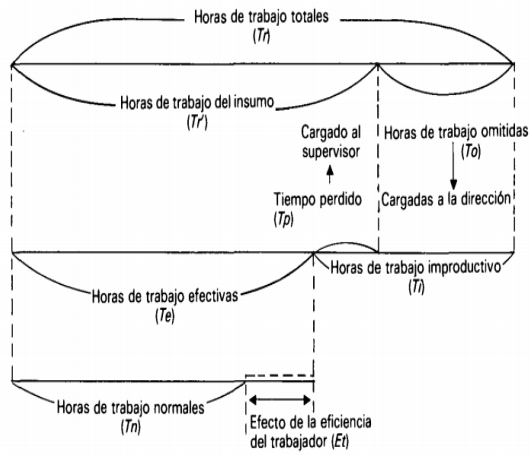 Horas de trabajo totales
(Tr)
Horas de trabajo del insumo
(Tr')
Cargado al
supervisor
Horas de trabajo omitidas
(To)
Tiempo perdido
(Tp)
Cargadas a la dirección
Horas de trabajo improductivo
(Ti)
Horas de trabajo efectivas
(Te)
Horas de trabajo normales
(Tn)
Efecto de la eficiencia
del trabajador (Et)